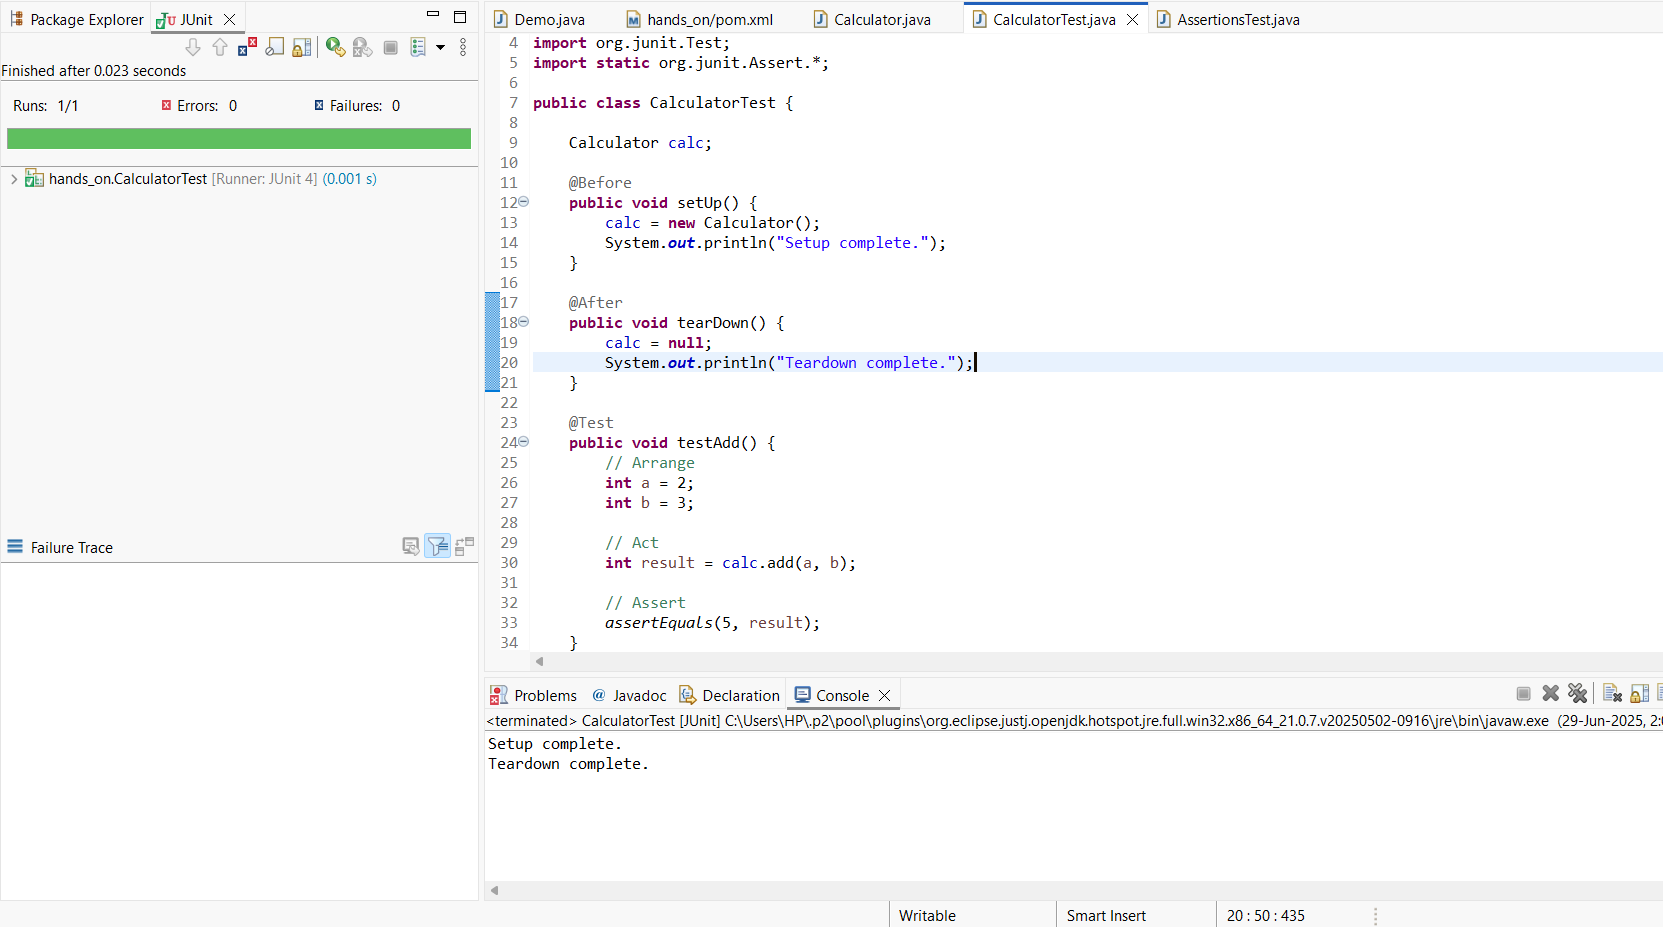 Package Explorer
JUnit
Finished after 0.023 seconds
Runs: 1/1
Errors: 0
Failures: 0
hands_on.CalculatorTest [Runner: JUnit 4] (0.001 s)
Failure Trace
Demo.java
hands_on/pom.xml
Calculator.java
CalculatorTest.java
AssertionsTest.java
4 import org.junit.Test;
5 import static org.junit.Assert.*;
6
7 public class CalculatorTest {
8
9     Calculator calc;
10
11     @Before
12     public void setUp() {
13         calc = new Calculator();
14         System.out.println("Setup complete.");
15     }
16
17     @After
18     public void tearDown() {
19         calc = null;
20         System.out.println("Teardown complete.");
21     }
22
23     @Test
24     public void testAdd() {
25         // Arrange
26         int a = 2;
27         int b = 3;
28
29         // Act
30         int result = calc.add(a, b);
31
32         // Assert
33         assertEquals(5, result);
34     }
Problems
@ Javadoc
Declaration
Console
<terminated> CalculatorTest [JUnit] C:\Users\HP\.p2\pool\plugins\org.eclipse.justj.openjdk.hotspot.jre.full.win32.x86_64_21.0.7.v20250502-0916\jre\bin\javaw.exe (29-Jun-2025, 2:
Setup complete.
Teardown complete.
Writable
Smart Insert
20 : 50 : 435